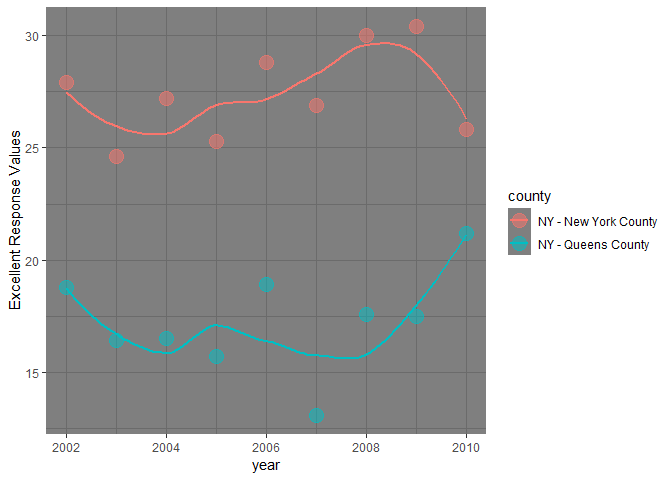 30
25
20
15
Excellent Response Values
2002 2004 2006 2008 2010
year
county
NY - New York County
NY - Queens County